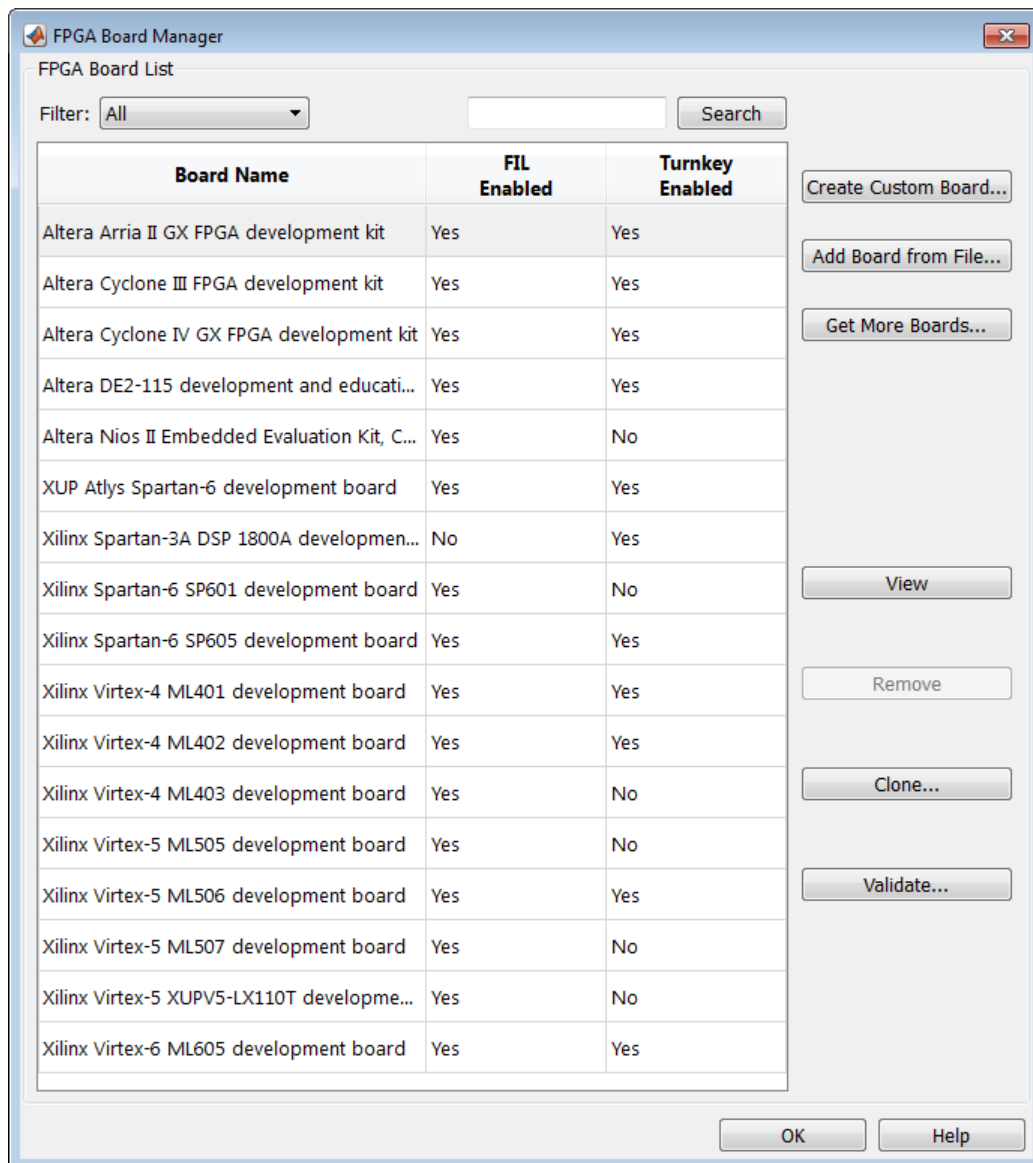 FPGA Board Manager
FPGA Board List
Filter: All Search
Board Name FIL Enabled Turnkey Enabled
Altera Arria II GX FPGA development kit Yes Yes
Altera Cyclone III FPGA development kit Yes Yes
Altera Cyclone IV GX FPGA development kit Yes Yes
Altera DE2-115 development and educati... Yes Yes
Altera Nios II Embedded Evaluation Kit, C... Yes No
XUP Atlys Spartan-6 development board Yes Yes
Xilinx Spartan-3A DSP 1800A developmen... No Yes
Xilinx Spartan-6 SP601 development board Yes No
Xilinx Spartan-6 SP605 development board Yes Yes
Xilinx Virtex-4 ML401 development board Yes Yes
Xilinx Virtex-4 ML402 development board Yes Yes
Xilinx Virtex-4 ML403 development board Yes No
Xilinx Virtex-5 ML505 development board Yes No
Xilinx Virtex-5 ML506 development board Yes Yes
Xilinx Virtex-5 ML507 development board Yes No
Xilinx Virtex-5 XUPV5-LX110T developme... Yes No
Xilinx Virtex-6 ML605 development board Yes Yes
Create Custom Board...
Add Board from File...
Get More Boards...
View
Remove
Clone...
Validate...
OK Help